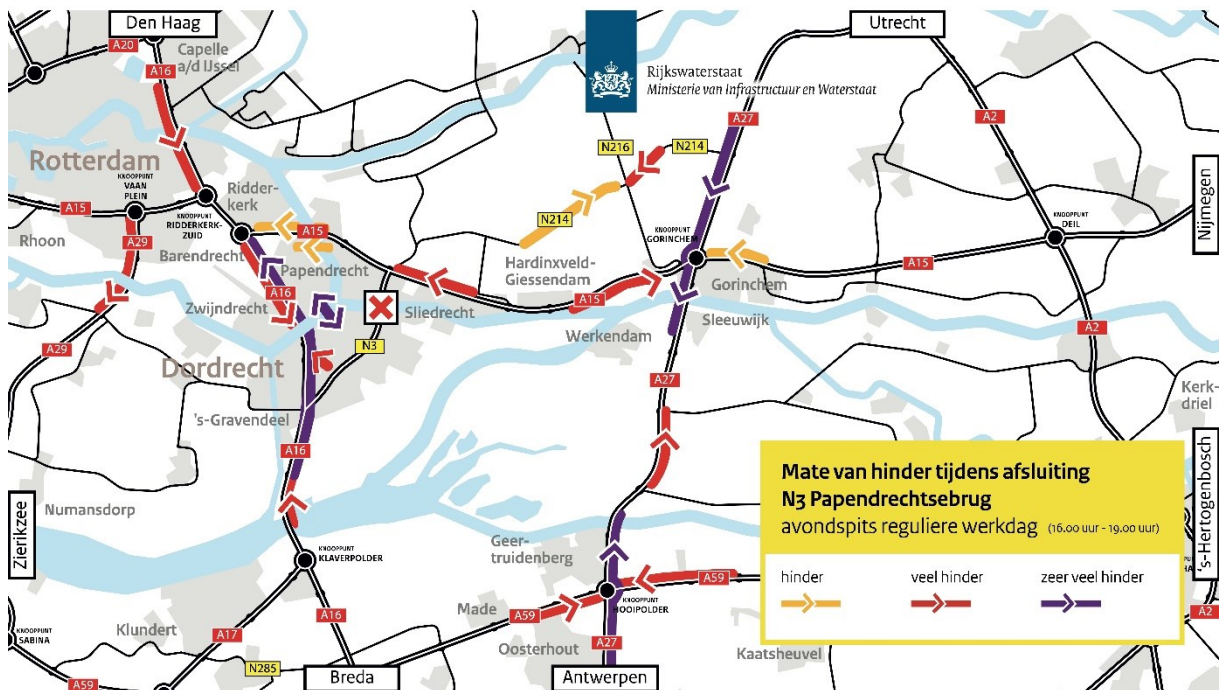 Den Haag
Utrecht
A20
Capelle
a/d IJssel
A16
Rijkswaterstaat
Ministerie van Infrastructuur en Waterstaat
A27
A2
N216
N214
Rotterdam
KNOOPPUNT
VAAN
PLEIN
Ridder-
kerk
Nijmegen
A15
KNOOPPUNT
RIDDERKERK-
ZUID
N214
KNOOPPUNT
GORINCHEM
KNOOPPUNT
DEIL
Rhoon
A29
A15
Barendrecht
Papendrecht
Hardinxveld-
Giessendam
Gorinchem
A15
A16
Zwijndrecht
Sliedrecht
A15
Sleeuwijk
Werkendam
A2
A29
N3
Dordrecht
A27
Kerk-
driel
's-Gravendeel
A16
Mate van hinder tijdens afsluiting
N3 Papendrechtsebrug
avondspits reguliere werkdag (16.00 uur - 19.00 uur)
hinder
veel hinder
zeer veel hinder
's-Hertogenbosch
Zierikzee
Numansdorp
Geer-
truidenberg
KNOOPPUNT
KLAVERPOLDER
KNOOPPUNT
HOOIPOLDER
A59
Made
A59
A2
Klundert
A17
A16
KNOOPPUNT
SABINA
Oosterhout
A27
Kaatsheuvel
N285
A59
Breda
Antwerpen